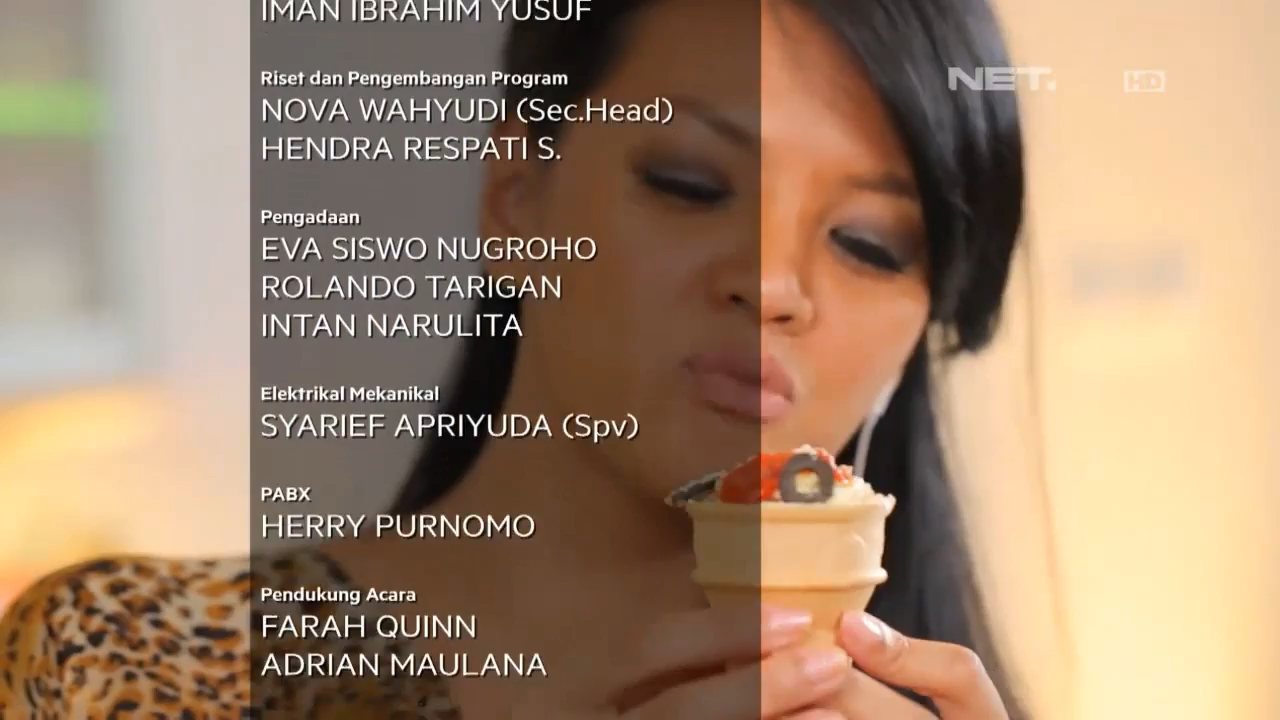 IMAN IBRAHIM YUSUF
NET. HD
Riset dan Pengembangan Program
NOVA WAHYUDI (Sec.Head)
HENDRA RESPATI S.
Pengadaan
EVA SISWO NUGROHO
ROLANDO TARIGAN
INTAN NARULITA
Elektrikal Mekanikal
SYARIEF APRIYUDA (Spv)
PABX
HERRY PURNOMO
Pendukung Acara
FARAH QUINN
ADRIAN MAULANA